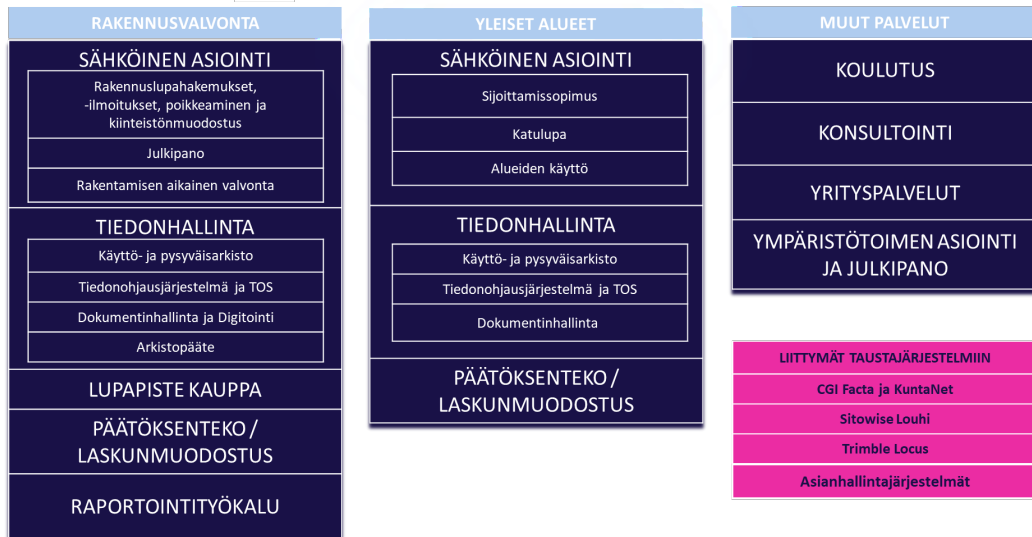 RAKENNUSVALVONTA
SÄHKÖINEN ASIOINTI
Rakennuslupahakemukset,
-ilmoitukset, poikkeaminen ja
kiinteistönmuodostus
Julkipano
Rakentamisen aikainen valvonta
TIEDONHALLINTA
Käyttö- ja pysyväisarkisto
Tiedonohjausjärjestelmä ja TOS
Dokumentinhallinta ja Digitointi
Arkistopääte
LUPAPISTE KAUPPA
PÄÄTÖKSENTEKO /
LASKUNMUODOSTUS
RAPORTOINTITYÖKALU
YLEISET ALUEET
SÄHKÖINEN ASIOINTI
Sijoittamissopimus
Katulupa
Alueiden käyttö
TIEDONHALLINTA
Käyttö- ja pysyväisarkisto
Tiedonohjausjärjestelmä ja TOS
Dokumentinhallinta
PÄÄTÖKSENTEKO /
LASKUNMUODOSTUS
MUUT PALVELUT
KOULUTUS
KONSULTOINTI
YRITYSPALVELUT
YMPÄRISTÖTOIMEN ASIOINTI
JA JULKIPANO
LIITTYMÄT TAUSTAJÄRJESTELMIIN
CGI Facta ja KuntaNet
Sitowise Louhi
Trimble Locus
Asianhallintajärjestelmät